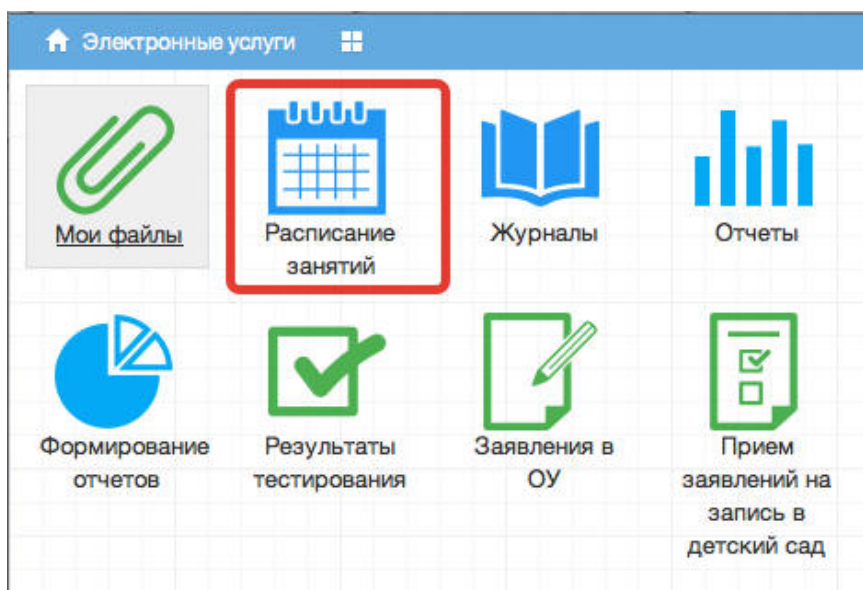 Электронные услуги
Мои файлы
Расписание
занятий
Журналы
Отчеты
Формирование
отчетов
Результаты
тестирования
Заявления в
ОУ
Прием
заявлений на
запись в
детский сад